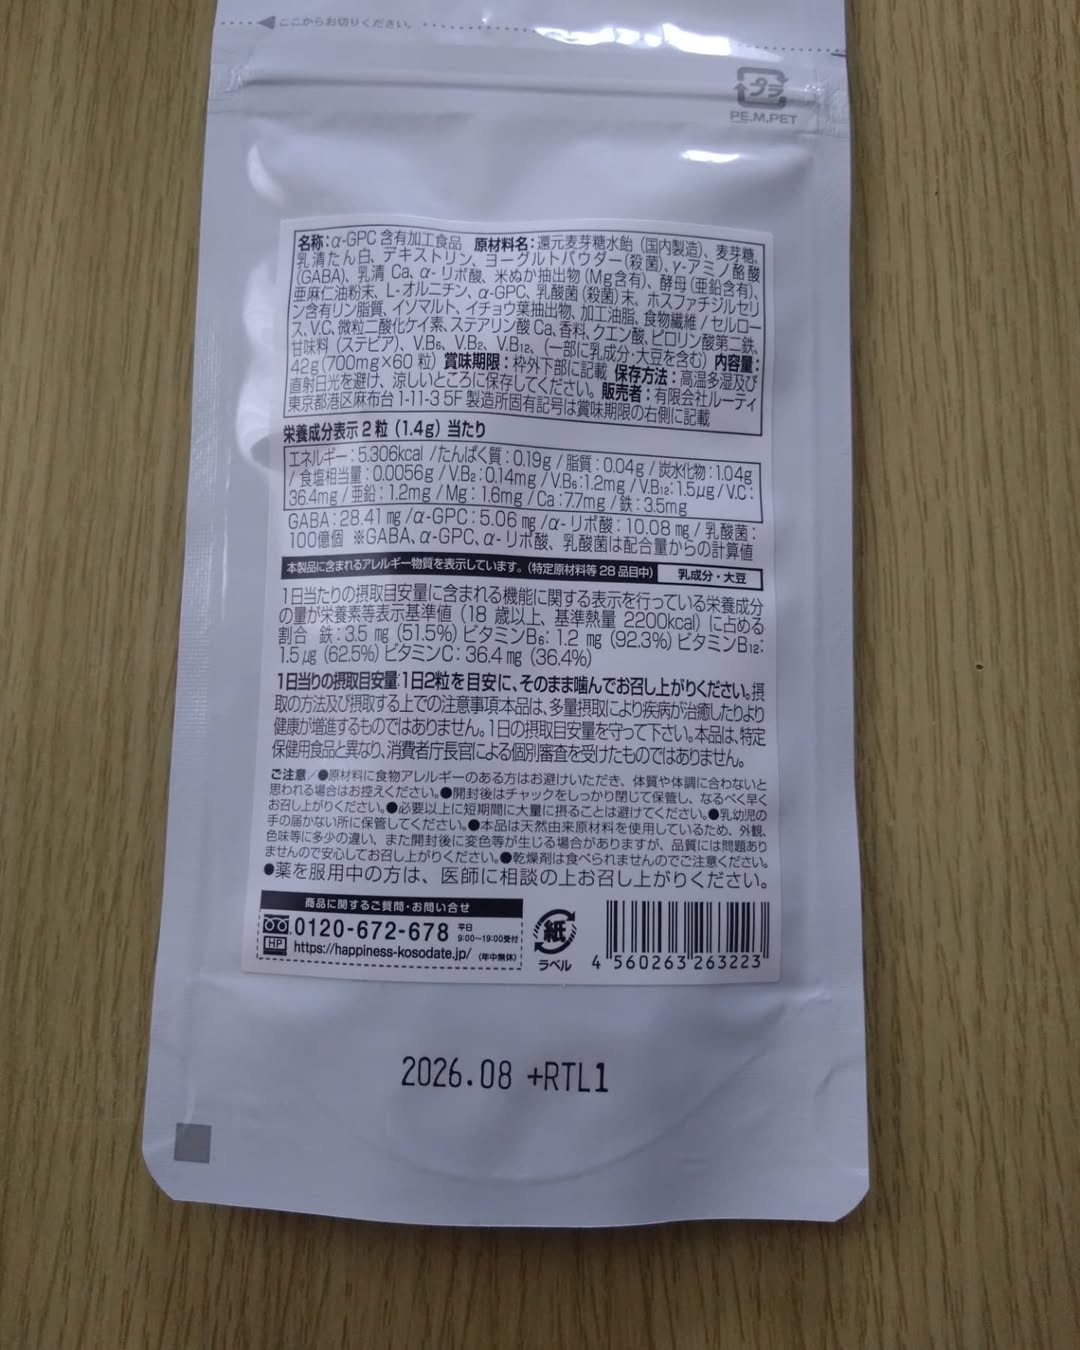 ここからお切りください。
プラ
PE.M.PET
名称：α-GPC 含有加工食品 原材料名：還元麦芽糖水飴（国内製造）、麦芽糖、
乳清たん白、デキストリン、ヨーグルトパウダー（殺菌）、γ-アミノ酪酸
(GABA)、乳清 Ca、α- リポ酸、米ぬか抽出物（Mg含有）、酵母（亜鉛含有）、
亜麻仁油粉末、L-オルニチン、α-GPC、乳酸菌（殺菌）末、ホスファチジルセリ
ン含有リン脂質、イソマルト、イチョウ葉抽出物、加工油脂、食物繊維 / セルロー
ス、V.C、微粒二酸化ケイ素、ステアリン酸 Ca、香料、クエン酸、ピロリン酸第二鉄、
甘味料（ステビア）、V.B₆、V.B₂、V.B₁₂、（一部に乳成分・大豆を含む）内容量：
42g(700mg×60 粒) 賞味期限：枠外下部に記載 保存方法：高温多湿及び
直射日光を避け、涼しいところに保存してください。販売者：有限会社ルーティ
東京都港区麻布台 1-11-3 5F 製造所固有記号は賞味期限の右側に記載
栄養成分表示 2 粒（1.4g）当たり
エネルギー：5.306kcal /たんぱく質：0.19g / 脂質：0.04g / 炭水化物：1.04g
/ 食塩相当量：0.0056g / V.B₂：0.14mg / V.B₆：1.2mg / V.B₁₂：1.5μg / V.C：
36.4mg / 亜鉛：1.2mg / Mg：1.6mg / Ca：7.7mg / 鉄：3.5mg
GABA：28.41 mg /α-GPC：5.06 mg /α- リポ酸：10.08 mg / 乳酸菌：
100億個 ※GABA、α-GPC、α- リポ酸、乳酸菌は配合量からの計算値
本製品に含まれるアレルギー物質を表示しています。（特定原材料等 28 品目中） 乳成分・大豆
1日当たりの摂取目安量に含まれる機能に関する表示を行っている栄養成分
の量が栄養素等表示基準値（18 歳以上、基準熱量 2200kcal）に占める
割合 鉄：3.5 mg (51.5%) ビタミンB₆：1.2 mg (92.3%) ビタミンB₁₂：
1.5 μg (62.5%) ビタミンC：36.4 mg (36.4%)
1日当りの摂取目安量：1日2粒を目安に、そのまま噛んでお召し上がりください。摂
取の方法及び摂取する上での注意事項：本品は、多量摂取により疾病が治癒したりより
健康が増進するものではありません。1日の摂取目安量を守って下さい。本品は、特定
保健用食品と異なり、消費者庁長官による個別審査を受けたものではありません。
ご注意／●原材料に食物アレルギーのある方はお避けいただき、体質や体調に合わないと
思われる場合はお控えください。●開封後はチャックをしっかり閉じて保管し、なるべく早く
お召し上がりください。●必要以上に短期間に大量に摂ることは避けてください。●乳幼児の
手の届かない所に保管してください。●本品は天然由来原材料を使用しているため、外観、
色味等に多少の違い、また開封後に変色等が生じる場合がありますが、品質には問題あり
ませんので安心してお召し上がりください。●乾燥剤は食べられませんのでご注意ください。
●薬を服用中の方は、医師に相談の上お召し上がりください。
商品に関するご質問・お問い合せ
0120-672-678 平日 9:00〜19:00受付
HP https://happiness-kosodate.jp/ （年中無休）
紙
ラベル
4 560263 263223
2026.08 +RTL1